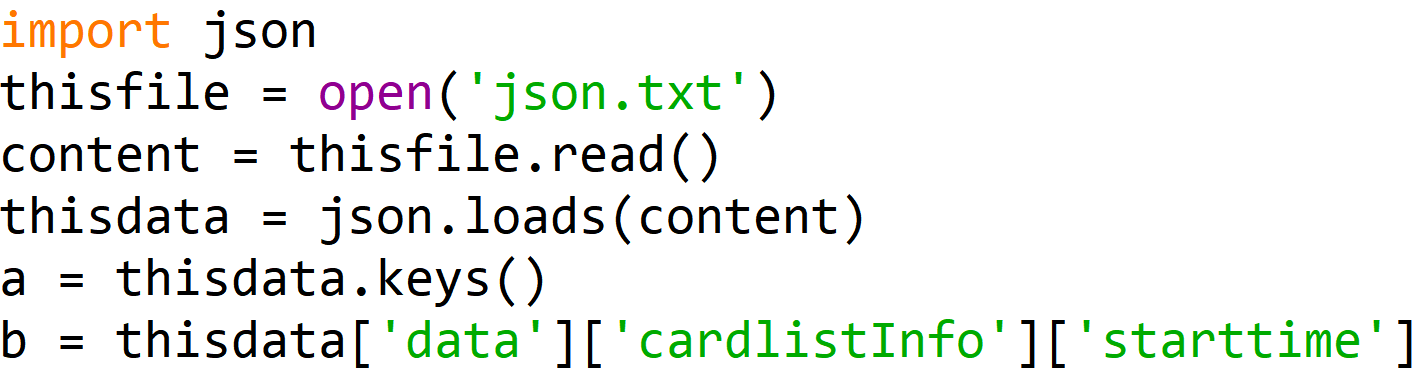 import json
thisfile = open('json.txt')
content = thisfile.read()
thisdata = json.loads(content)
a = thisdata.keys()
b = thisdata['data']['cardlistInfo']['starttime']